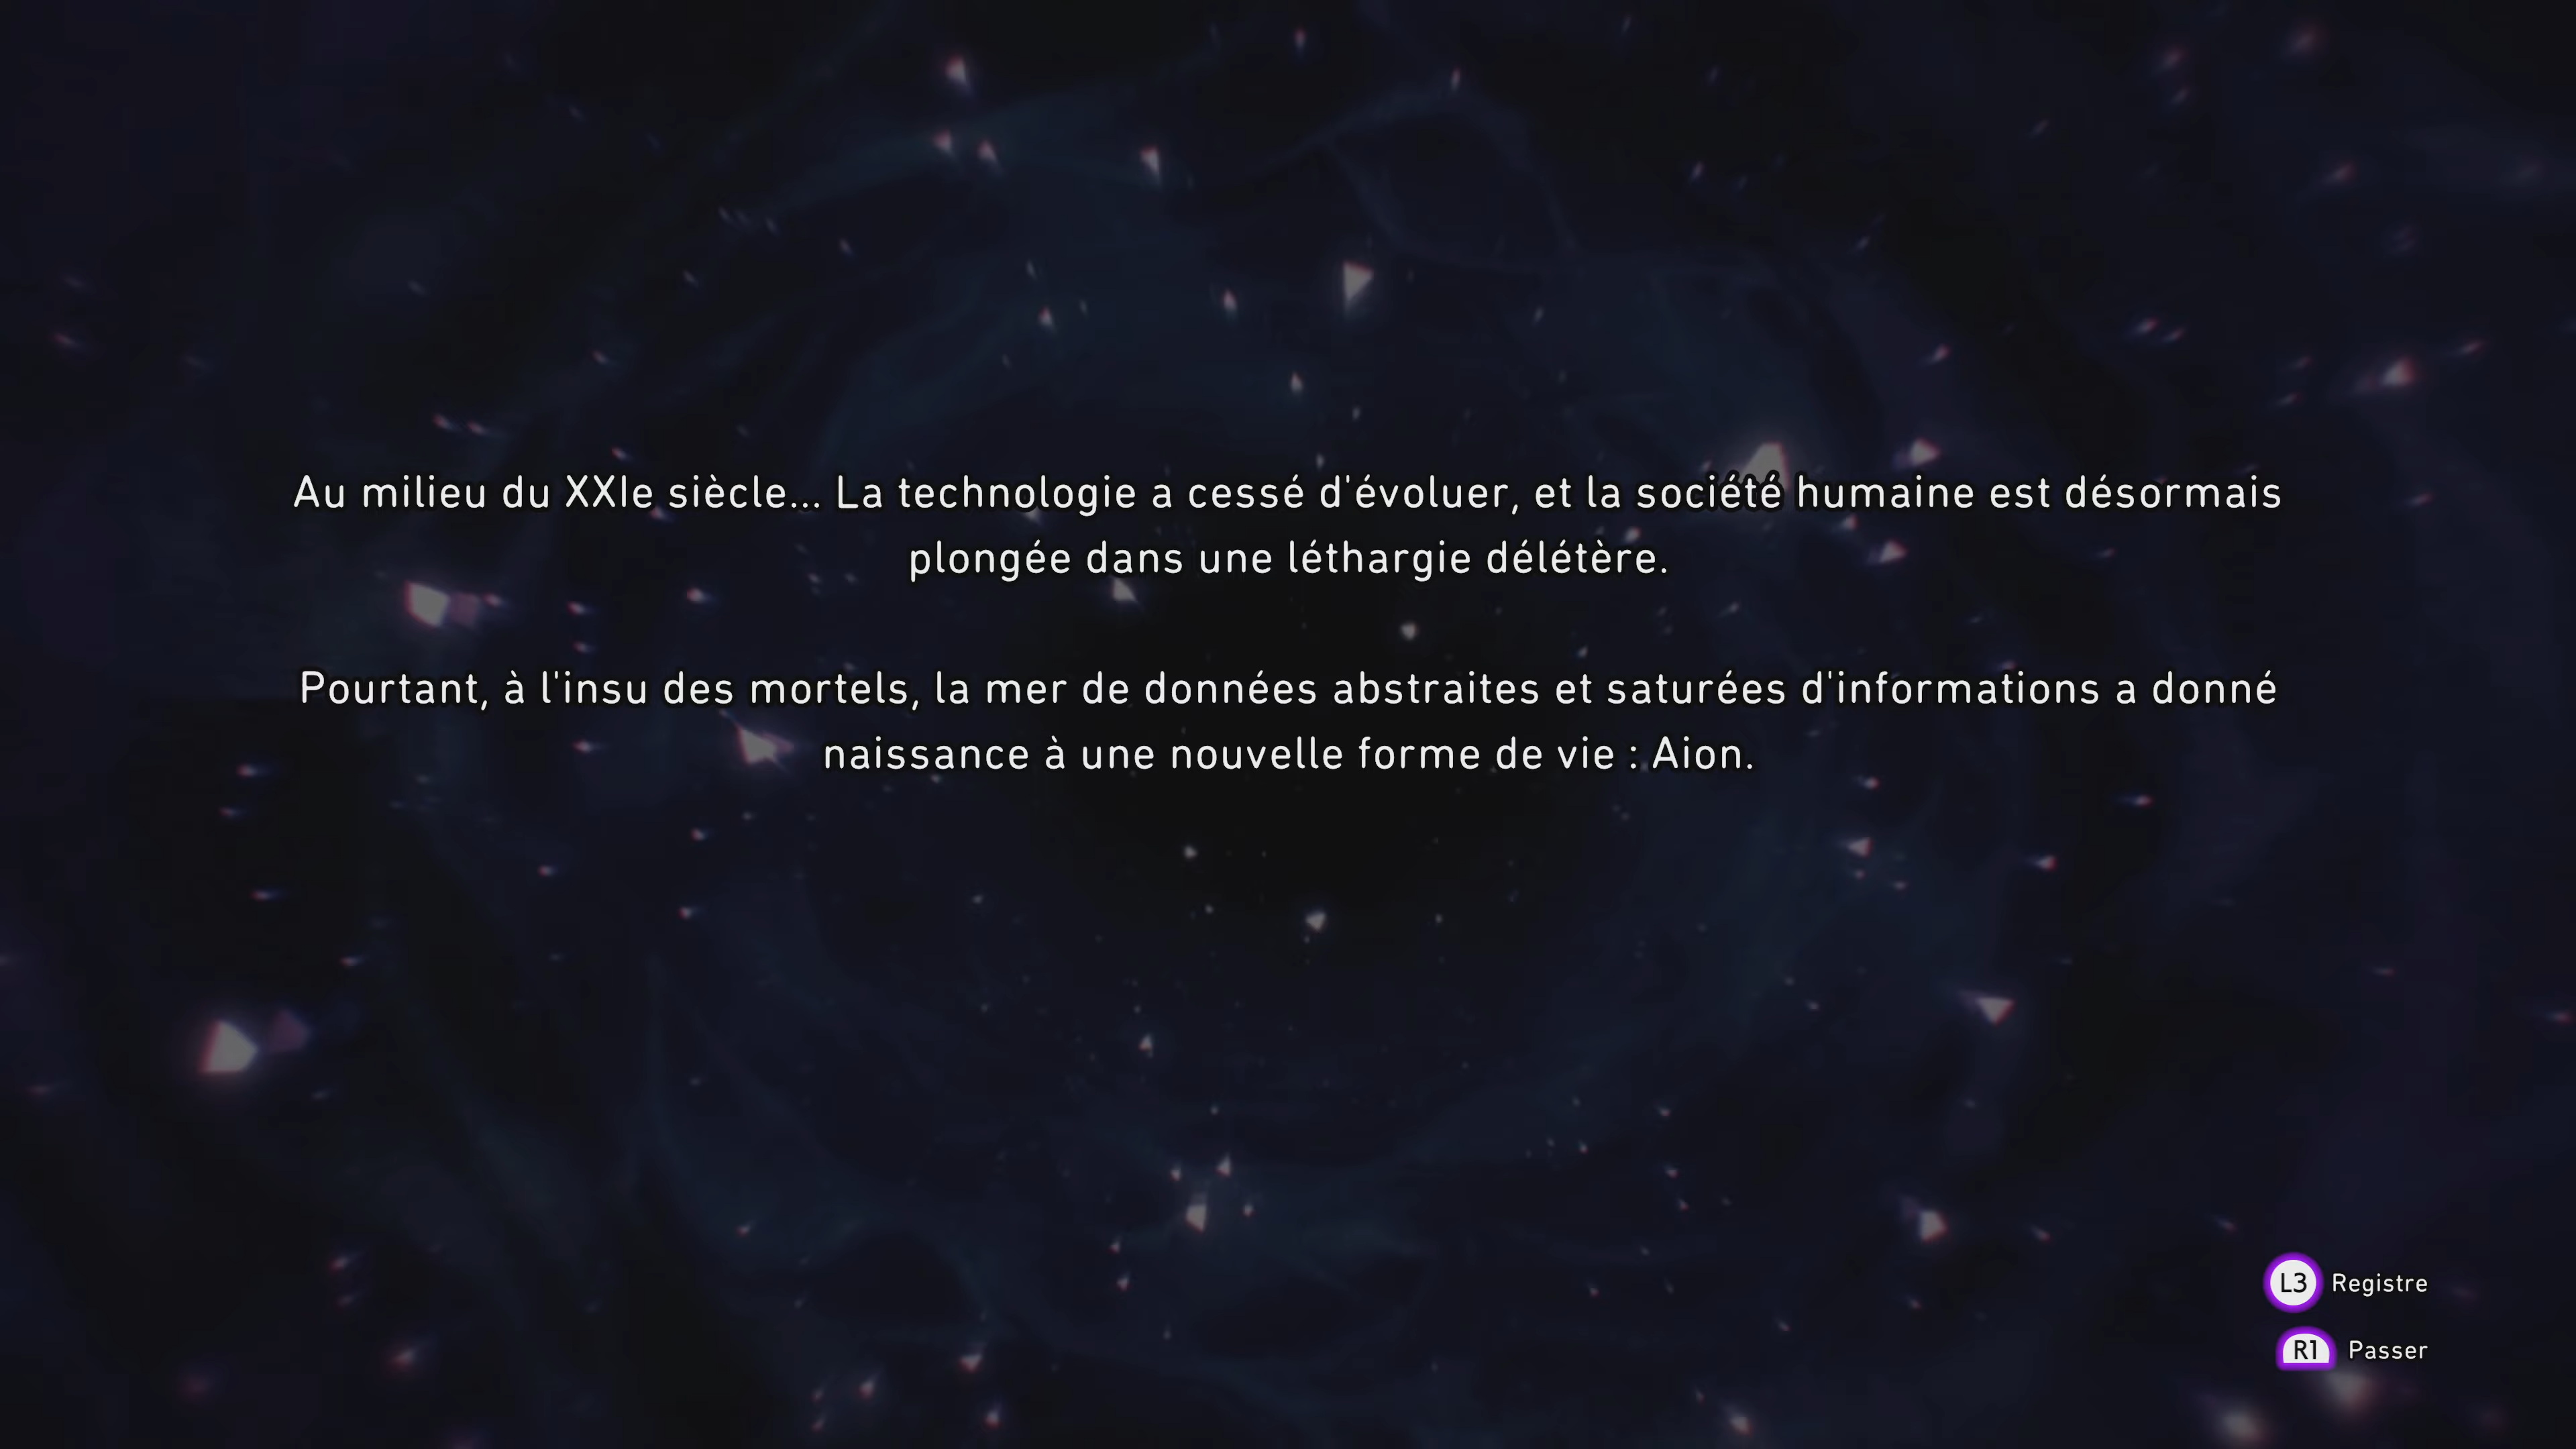 Au milieu du XXIe siècle... La technologie a cessé d'évoluer, et la société humaine est désormais
plongée dans une léthargie délétère.
Pourtant, à l'insu des mortels, la mer de données abstraites et saturées d'informations a donné
naissance à une nouvelle forme de vie : Aion.
L3 Registre
R1 Passer